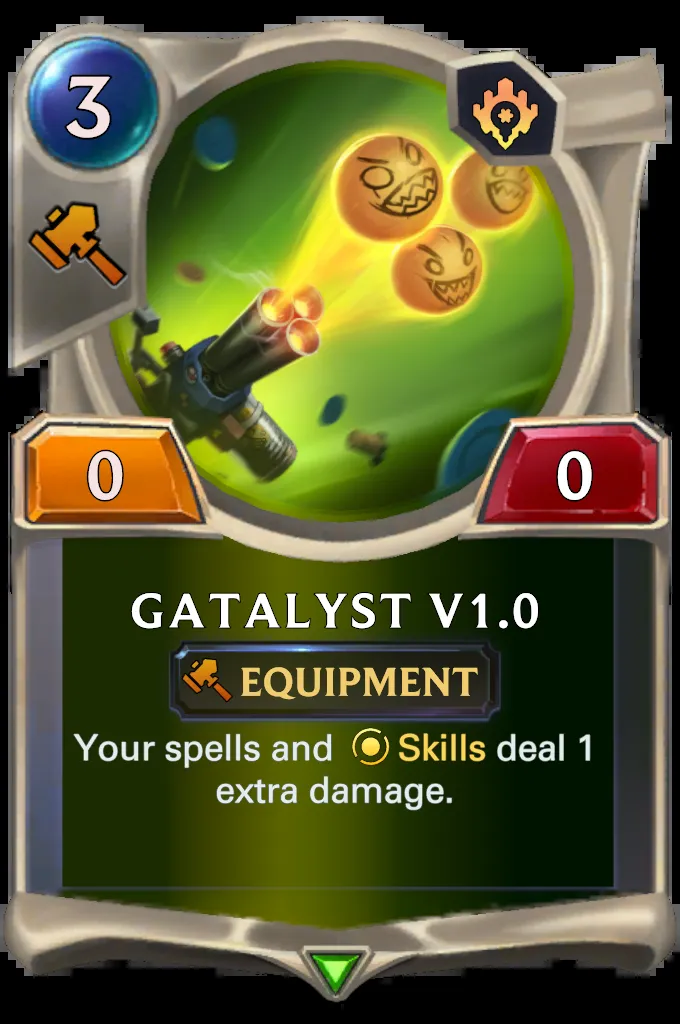 3
0
0
GATALYST V1.0
EQUIPMENT
Your spells and Skills deal 1
extra damage.